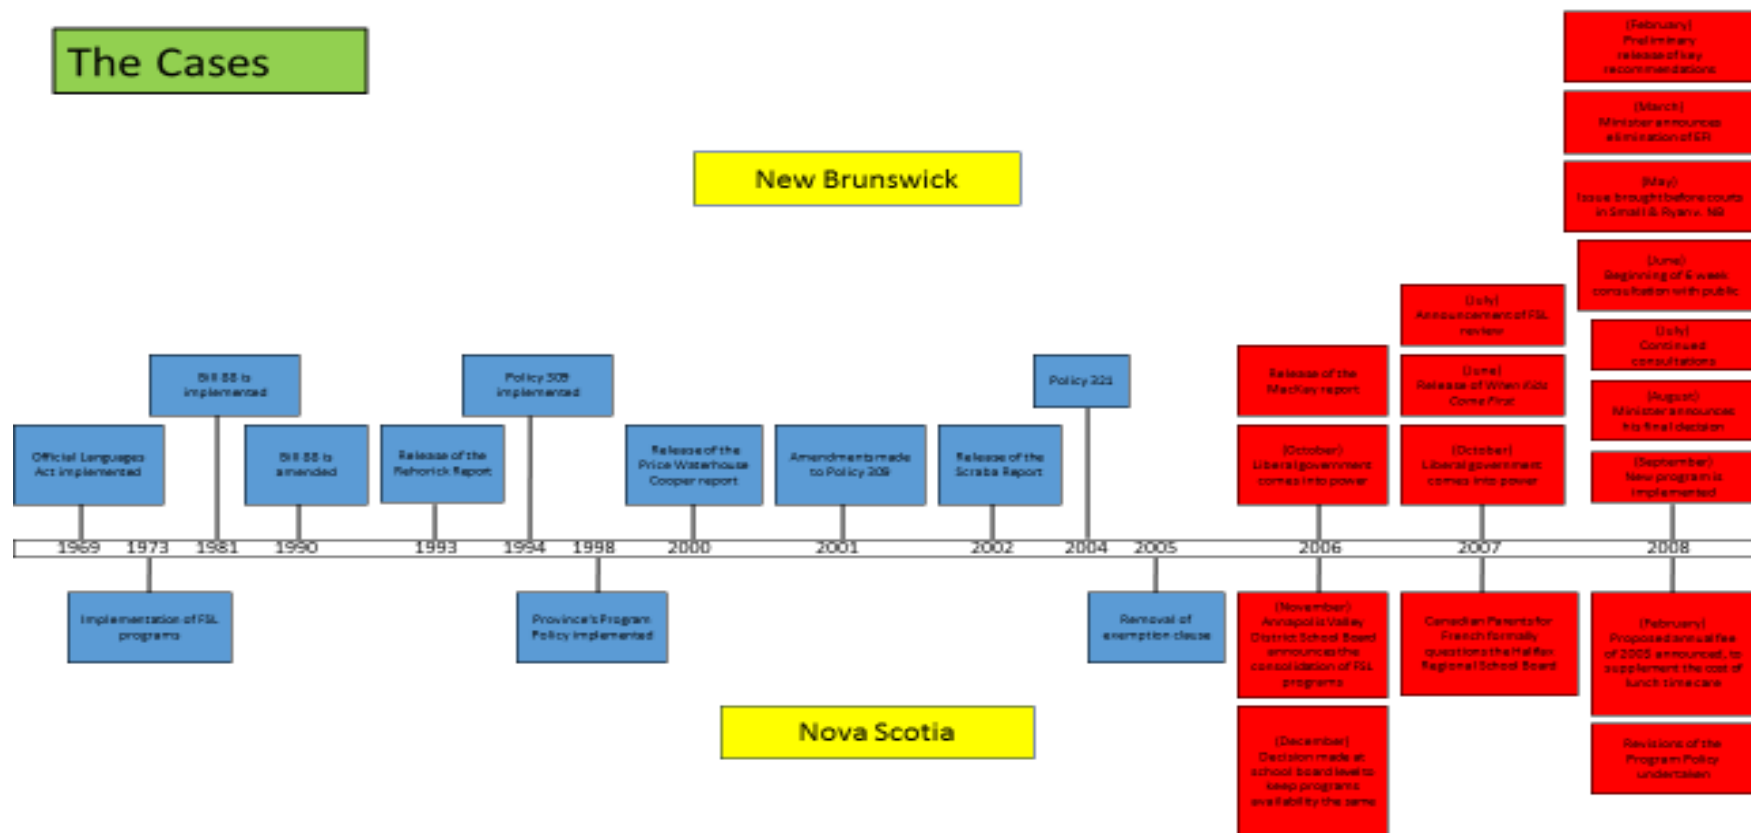 The Cases
New Brunswick
(February)
Preliminary
release of key
recommendations
(March)
Minister announces
elimination of EFI
(May)
Issue brought before courts
in Small & Ryan v. NB
(June)
Beginning of 6 week
consultation with public
(July)
Continued
consultations
(August)
Minister announces
his final decision
(September)
New program is
implemented
(July)
Announcement of FSL
review
(June)
Release of When Kids
Come First
(October)
Liberal government
comes into power
Release of the
MacKay report
(October)
Liberal government
comes into power
Policy 321
Bill 88 is
implemented
Policy 309
implemented
Official Languages
Act implemented
Bill 88 is
amended
Release of the
Rehorick Report
Release of the
Price Waterhouse
Cooper report
Amendments made
to Policy 309
Release of the
Scraba Report
1969 1973 1981 1990 1993 1994 1998 2000 2001 2002 2004 2005 2006 2007 2008
Implementation of FSL
programs
Province's Program
Policy implemented
Removal of
exemption clause
(November)
Annapolis Valley
District School Board
announces the
consolidation of FSL
programs
(December)
Decision made at
school board level to
keep programs
availability the same
Canadian Parents for
French formally
questions the Halifax
Regional School Board
(February)
Proposed annual fee
of announced, to
supplement the cost of
lunch time care
Revisions of the
Program Policy
undertaken
Nova Scotia